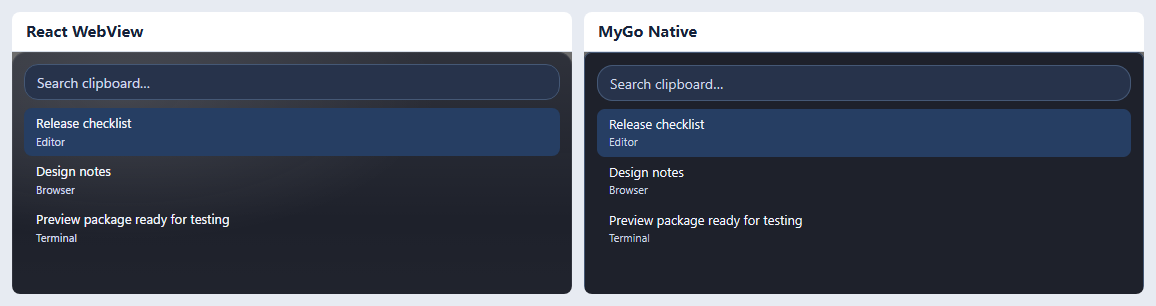 React WebView
Search clipboard...
Release checklist
Editor
Design notes
Browser
Preview package ready for testing
Terminal
MyGo Native
Search clipboard...
Release checklist
Editor
Design notes
Browser
Preview package ready for testing
Terminal